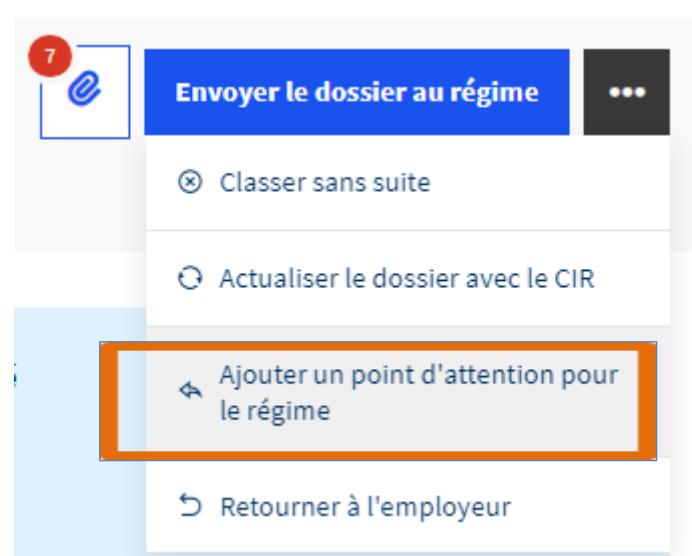 7
Envoyer le dossier au régime
Classer sans suite
Actualiser le dossier avec le CIR
Ajouter un point d'attention pour
le régime
Retourner à l'employeur